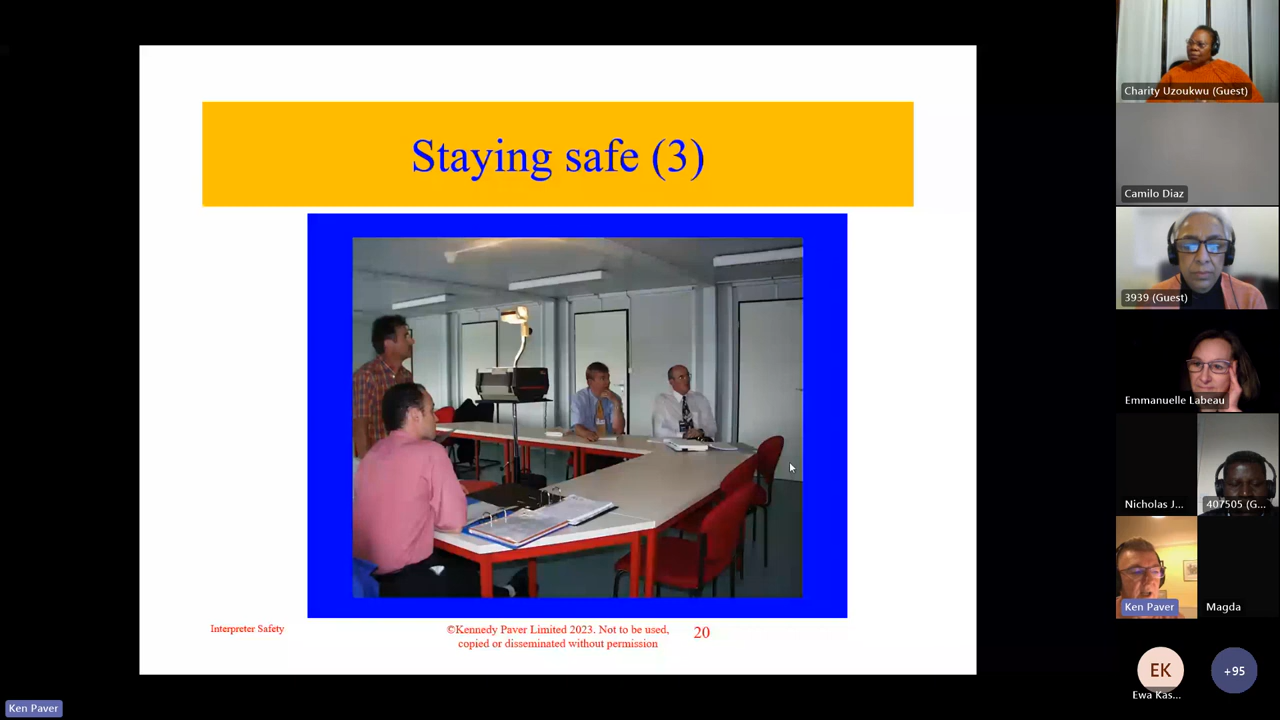 Staying safe (3)
Interpreter Safety
©Kennedy Paver Limited 2023. Not to be used,
copied or disseminated without permission
20
Charity Uzoukwu (Guest)
Camilo Diaz
3939 (Guest)
Emmanuelle Labeau
Nicholas J...
407505 (G...
Ken Paver
Magda
EK
Ewa Kas...
+95
Ken Paver